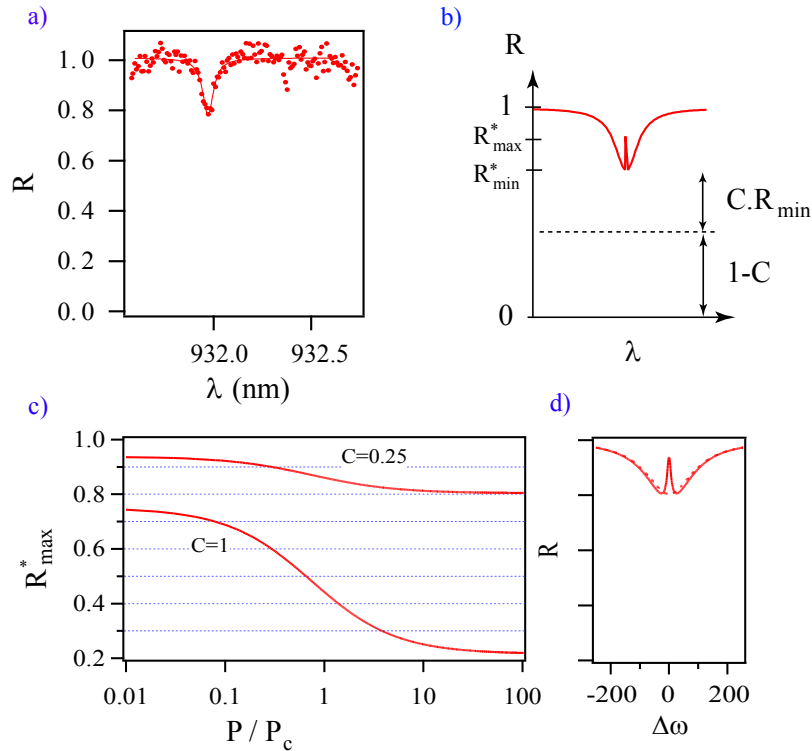 a)
1.0
0.8
0.6
0.4
0.2
0.0
R
932.0 932.5
λ (nm)
b)
R
1
R*max
R*min
0
C.Rmin
1-C
λ
c)
1.0
0.8
0.6
0.4
0.2
R*max
C=0.25
C=1
0.01 0.1 1 10 100
P / Pc
d)
R
-200 0 200
Δω